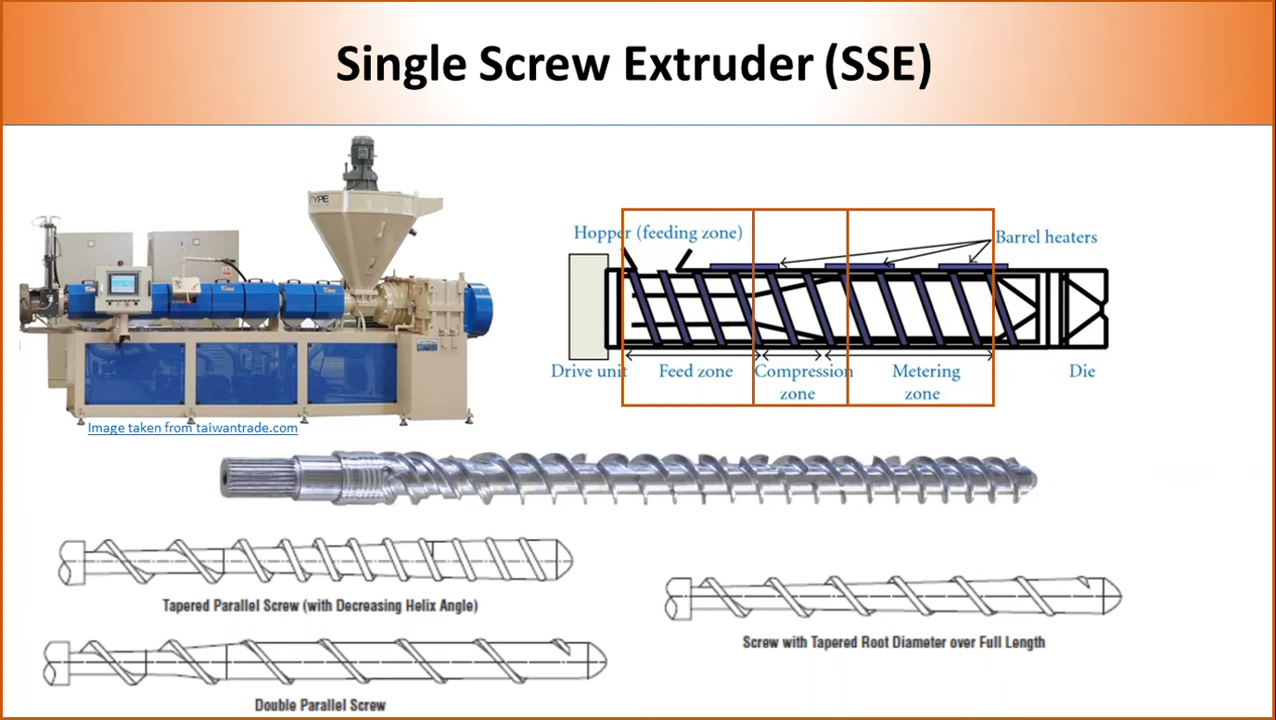 Single Screw Extruder (SSE)
Hopper (feeding zone)
Barrel heaters
Drive unit
Feed zone
Compression
zone
Metering
zone
Die
Image taken from taiwantrade.com
Tapered Parallel Screw (with Decreasing Helix Angle)
Screw with Tapered Root Diameter over Full Length
Double Parallel Screw